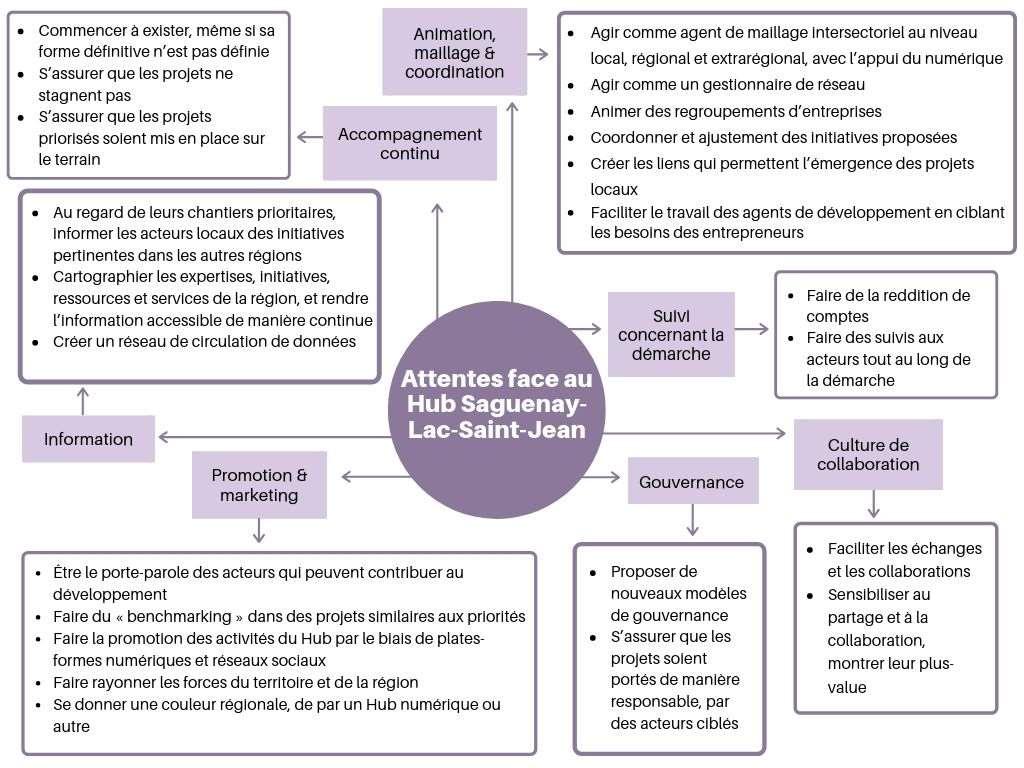 Commencer à exister, même si sa
forme définitive n’est pas définie
S’assurer que les projets ne
stagnent pas
S’assurer que les projets
priorisés soient mis en place sur
le terrain
Animation,
maillage &
coordination
Agir comme agent de maillage intersectoriel au niveau
local, régional et extrarégional, avec l’appui du numérique
Agir comme un gestionnaire de réseau
Animer des regroupements d’entreprises
Coordonner et ajustement des initiatives proposées
Créer les liens qui permettent l’émergence des projets
locaux
Faciliter le travail des agents de développement en ciblant
les besoins des entrepreneurs
Accompagnement
continu
Au regard de leurs chantiers prioritaires,
informer les acteurs locaux des initiatives
pertinentes dans les autres régions
Cartographier les expertises, initiatives,
ressources et services de la région, et rendre
l’information accessible de manière continue
Créer un réseau de circulation de données
Suivi
concernant la
démarche
Faire de la reddition de
comptes
Faire des suivis aux
acteurs tout au long de
la démarche
Attentes face au
Hub Saguenay-
Lac-Saint-Jean
Information
Promotion &
marketing
Gouvernance
Culture de
collaboration
Être le porte-parole des acteurs qui peuvent contribuer au
développement
Faire du « benchmarking » dans des projets similaires aux priorités
Faire la promotion des activités du Hub par le biais de plates-
formes numériques et réseaux sociaux
Faire rayonner les forces du territoire et de la région
Se donner une couleur régionale, de par un Hub numérique ou
autre
Proposer de
nouveaux modèles
de gouvernance
S’assurer que les
projets soient
portés de manière
responsable, par
des acteurs ciblés
Faciliter les échanges
et les collaborations
Sensibiliser au
partage et à la
collaboration,
montrer leur plus-
value